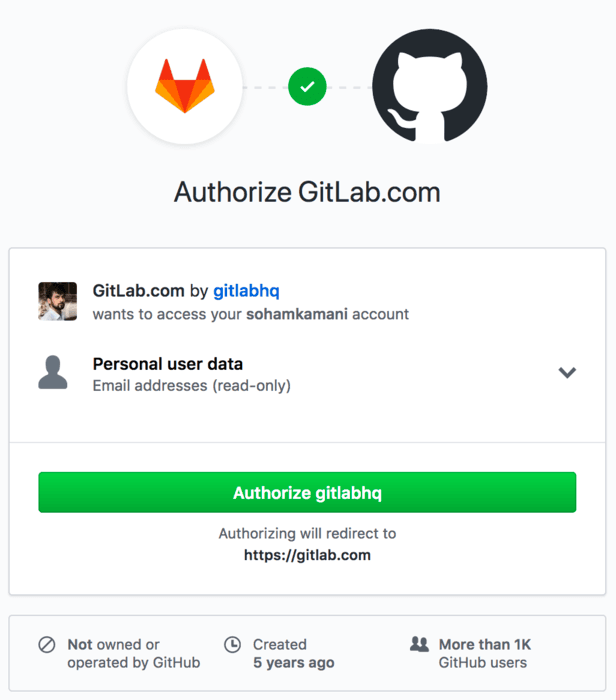 Authorize GitLab.com
GitLab.com by gitlabhq
wants to access your sohamkamani account
Personal user data
Email addresses (read-only)
Authorize gitlabhq
Authorizing will redirect to
https://gitlab.com
Not owned or
operated by GitHub
Created
5 years ago
More than 1K
GitHub users